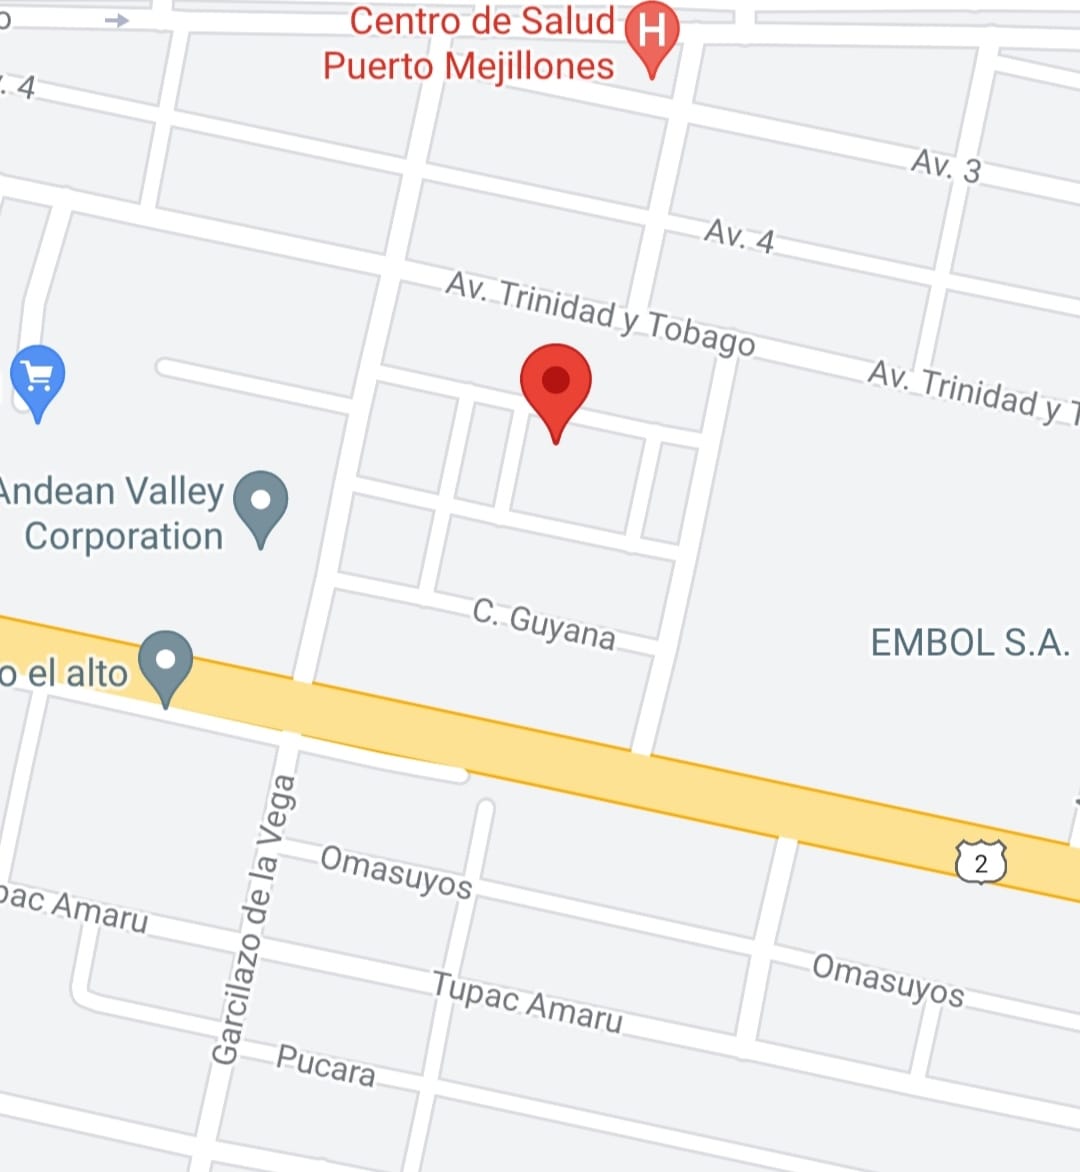 Centro de Salud
Puerto Mejillones
H
4
Av. 3
Av. 4
Av. Trinidad y Tobago
Av. Trinidad y T
Andean Valley
Corporation
C. Guyana
EMBOL S.A.
o el alto
2
Garcilazo de la Vega
Omasuyos
pac Amaru
Omasuyos
Tupac Amaru
Pucara